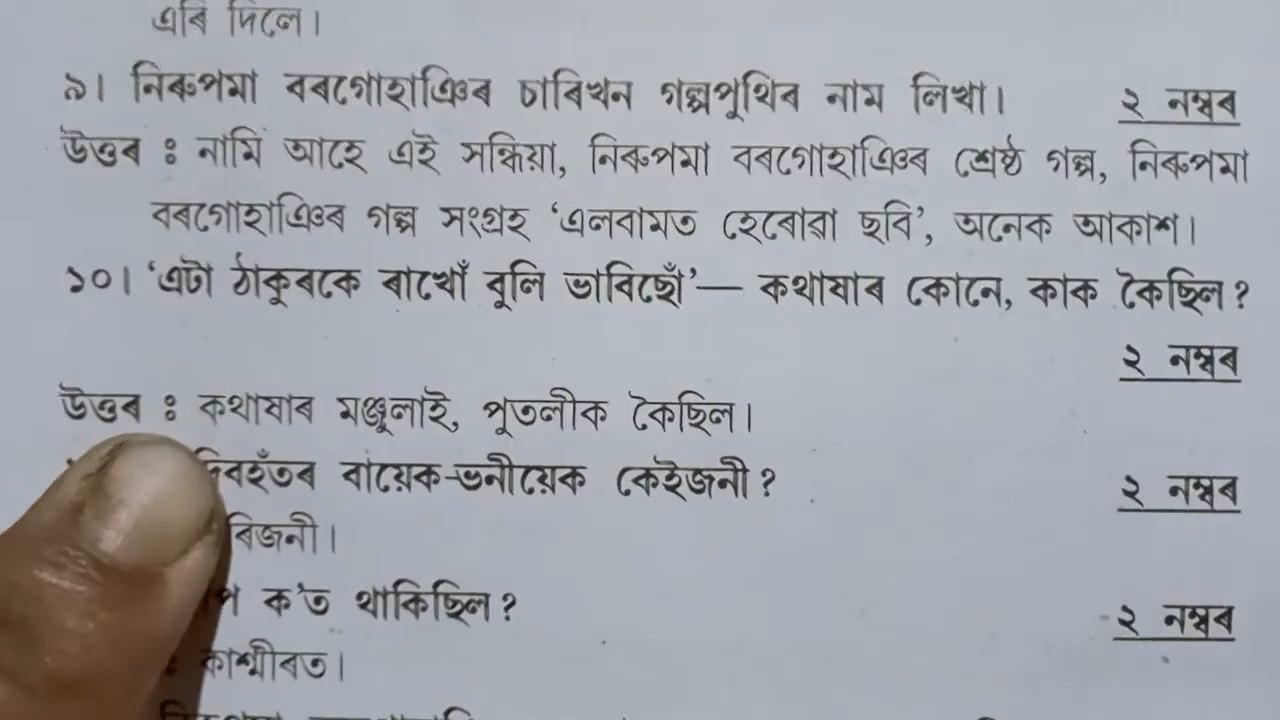 এৰি দিলে।
৯। নিৰুপমা বৰগোহাঞিৰ চাৰিখন গল্পপুথিৰ নাম লিখা। ২ নম্বৰ
উত্তৰ : নামি আহে এই সন্ধিয়া, নিৰুপমা বৰগোহাঞিৰ শ্ৰেষ্ঠ গল্প, নিৰুপমা
বৰগোহাঞিৰ গল্প সংগ্ৰহ ‘এলবামত হেৰোৱা ছবি’, অনেক আকাশ।
১০। ‘এটা ঠাকুৰকে ৰাখোঁ বুলি ভাবিছোঁ’— কথাষাৰ কোনে, কাক কৈছিল?
২ নম্বৰ
উত্তৰ : কথাষাৰ মঞ্জুলাই, পুতলীক কৈছিল।
বায়েক-ভনীয়েক কেইজনী? ২ নম্বৰ
ক’ত থাকিছিল? ২ নম্বৰ
: কাশ্মীৰত।